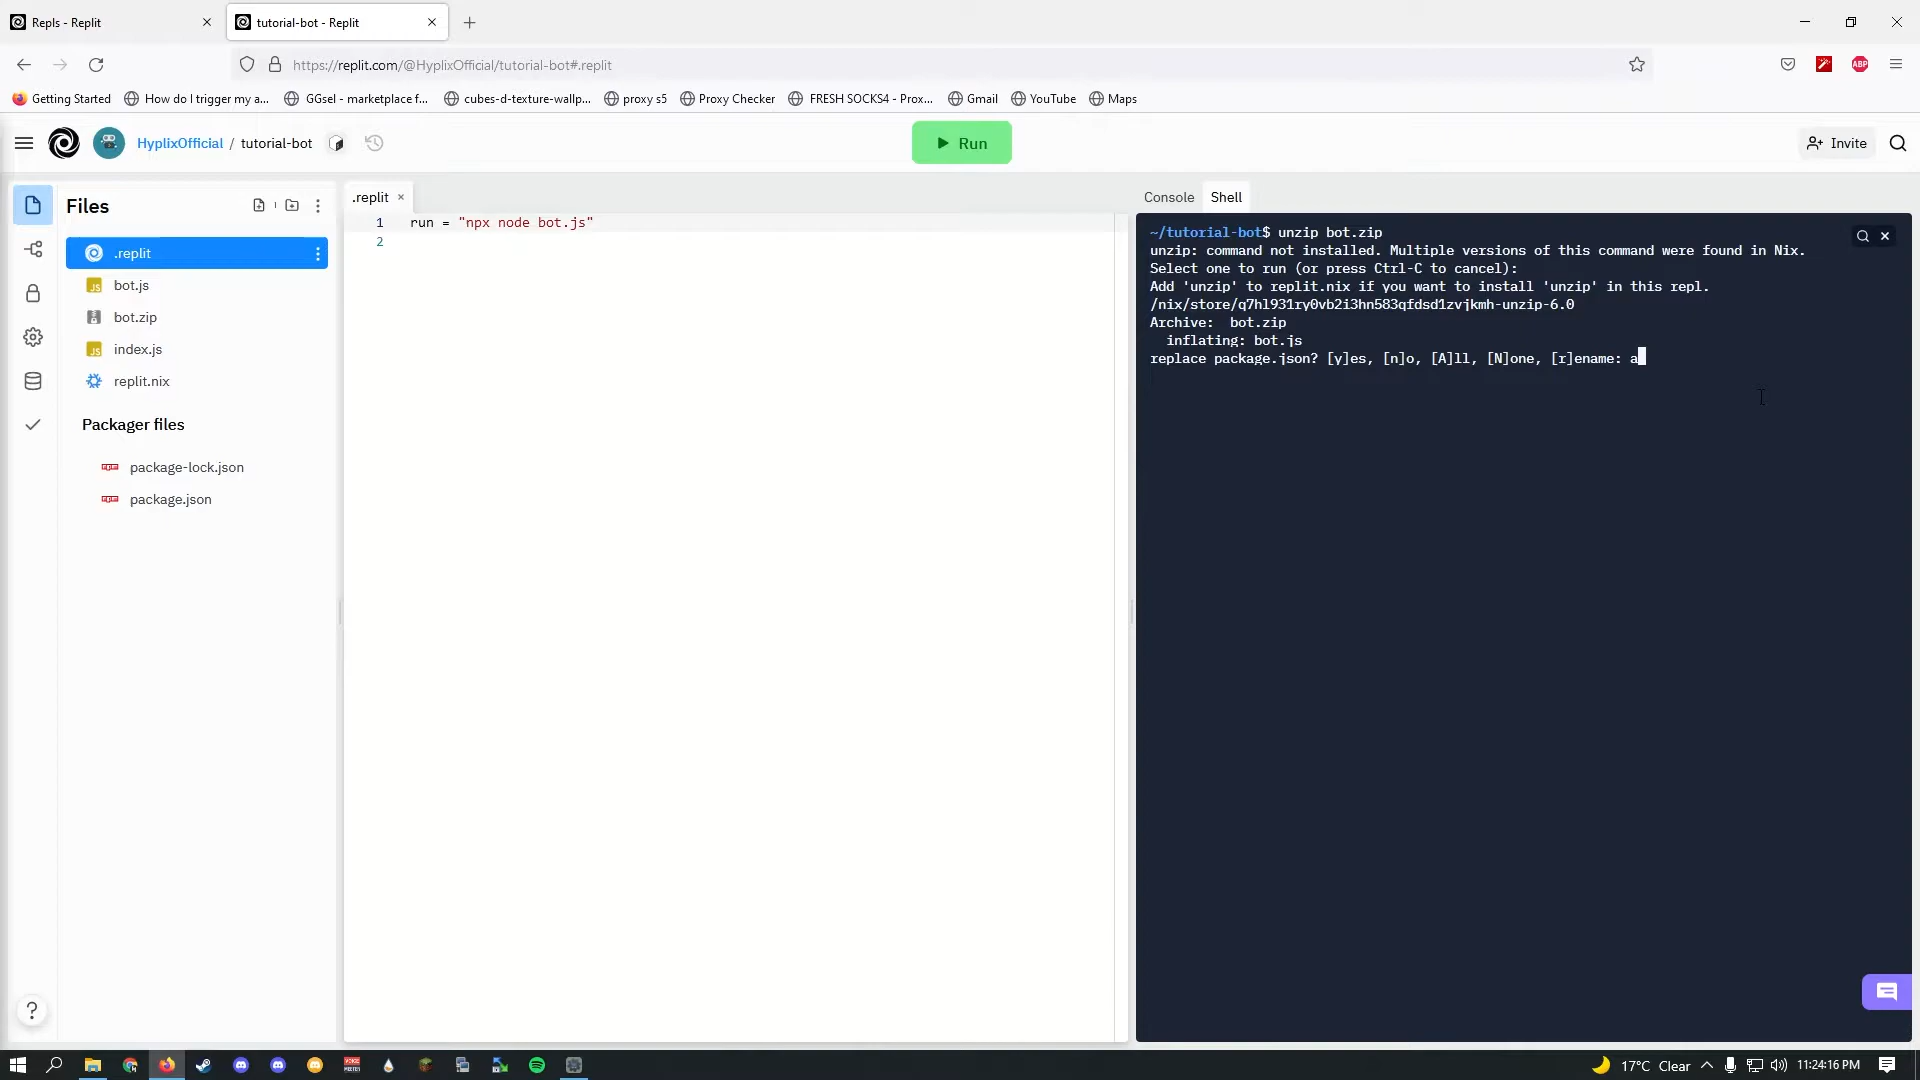 Repls - Replit
tutorial-bot - Replit
https://replit.com/@HyplixOfficial/tutorial-bot#.replit
ABP
Getting Started
How do I trigger my a...
GGsel - marketplace f...
cubes-d-texture-wallp...
proxy s5
Proxy Checker
FRESH SOCKS4 - Prox...
Gmail
YouTube
Maps
HyplixOfficial / tutorial-bot
Run
Invite
Files
.replit
bot.js
bot.zip
index.js
replit.nix
Packager files
package-lock.json
package.json
.replit
1 run = "npx node bot.js"
2
Console
Shell
~/tutorial-bot$ unzip bot.zip
unzip: command not installed. Multiple versions of this command were found in Nix.
Select one to run (or press Ctrl-C to cancel):
Add 'unzip' to replit.nix if you want to install 'unzip' in this repl.
/nix/store/q7hl931ry0vb2i3hn583qfdsd1zvjkmh-unzip-6.0
Archive:  bot.zip
  inflating: bot.js
replace package.json? [y]es, [n]o, [A]ll, [N]one, [r]ename: a
?
17°C Clear
11:24:16 PM